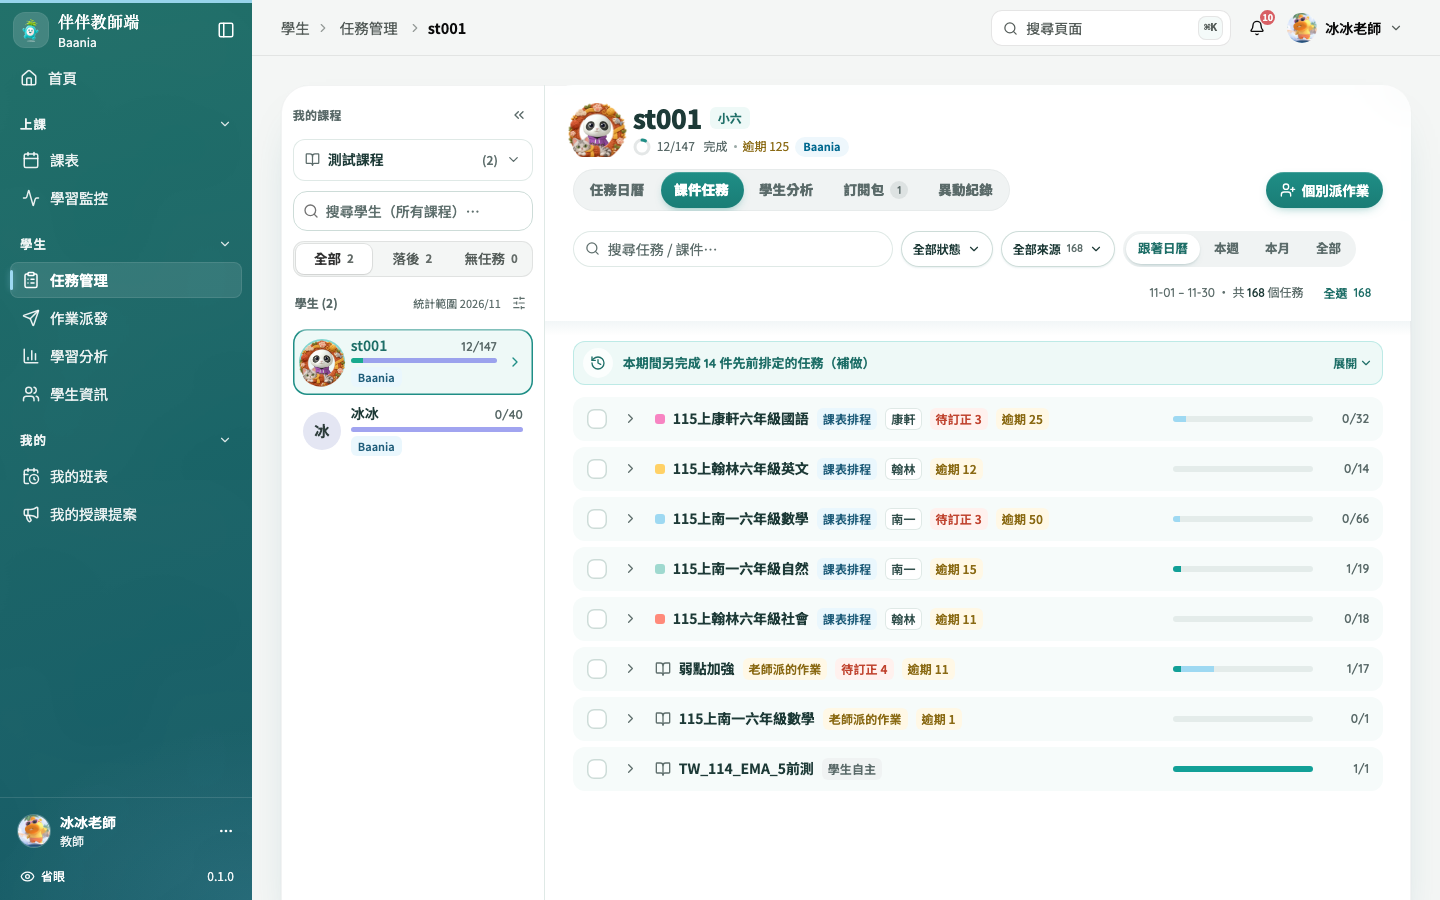 伴伴教師端
Baania
首頁
上課
課表
學習監控
學生
任務管理
作業派發
學習分析
學生資訊
我的
我的班表
我的授課提案
冰冰老師
教師
省眼 0.1.0
學生 任務管理 st001
搜尋頁面 ⌘K
10
冰冰老師
我的課程
測試課程 (2)
搜尋學生（所有課程）…
全部 2 落後 2 無任務 0
學生 (2) 統計範圍 2026/11
st001 12/147
Baania
冰
冰冰 0/40
Baania
st001 小六
12/147 完成 • 逾期 125 Baania
任務日曆 課件任務 學生分析 訂閱包 1 異動紀錄
個別派作業
搜尋任務 / 課件… 全部狀態 全部來源 168 跟著日曆 本週 本月 全部
11-01 – 11-30 • 共 168 個任務 全選 168
本期間另完成 14 件先前排定的任務（補做） 展開
115上康軒六年級國語 課表排程 康軒 待訂正 3 逾期 25 0/32
115上翰林六年級英文 課表排程 翰林 逾期 12 0/14
115上南一六年級數學 課表排程 南一 待訂正 3 逾期 50 0/66
115上南一六年級自然 課表排程 南一 逾期 15 1/19
115上翰林六年級社會 課表排程 翰林 逾期 11 0/18
弱點加強 老師派的作業 待訂正 4 逾期 11 1/17
115上南一六年級數學 老師派的作業 逾期 1 0/1
TW_114_EMA_5前測 學生自主 1/1